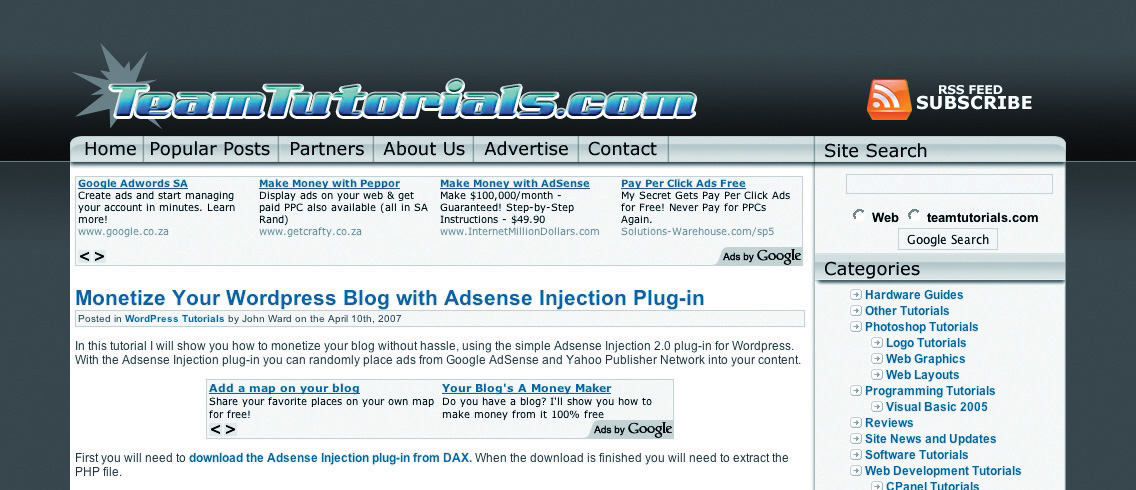 TeamTutorials.com
RSS FEED
SUBSCRIBE
Home Popular Posts Partners About Us Advertise Contact
Site Search
Google Adwords SA
Create ads and start managing
your account in minutes. Learn
more!
www.google.co.za
Make Money with Peppor
Display ads on your web & get
paid PPC also available (all in SA
Rand)
www.getcrafty.co.za
Make Money with AdSense
Make $100,000/month -
Guaranteed! Step-by-Step
Instructions - $49.90
www.InternetMillionDollars.com
Pay Per Click Ads Free
My Secret Gets Pay Per Click Ads
for Free! Never Pay for PPCs
Again.
Solutions-Warehouse.com/sp5
< >
Ads by Google
Monetize Your Wordpress Blog with Adsense Injection Plug-in
Posted in WordPress Tutorials by John Ward on the April 10th, 2007
In this tutorial I will show you how to monetize your blog without hassle, using the simple Adsense Injection 2.0 plug-in for Wordpress.
With the Adsense Injection plug-in you can randomly place ads from Google AdSense and Yahoo Publisher Network into your content.
Add a map on your blog
Share your favorite places on your own map
for free!
Your Blog's A Money Maker
Do you have a blog? I'll show you how to
make money from it 100% free
< >
Ads by Google
First you will need to download the Adsense Injection plug-in from DAX. When the download is finished you will need to extract the
PHP file.
Web teamtutorials.com
Google Search
Categories
Hardware Guides
Other Tutorials
Photoshop Tutorials
Logo Tutorials
Web Graphics
Web Layouts
Programming Tutorials
Visual Basic 2005
Reviews
Site News and Updates
Software Tutorials
Web Development Tutorials
CPanel Tutorials